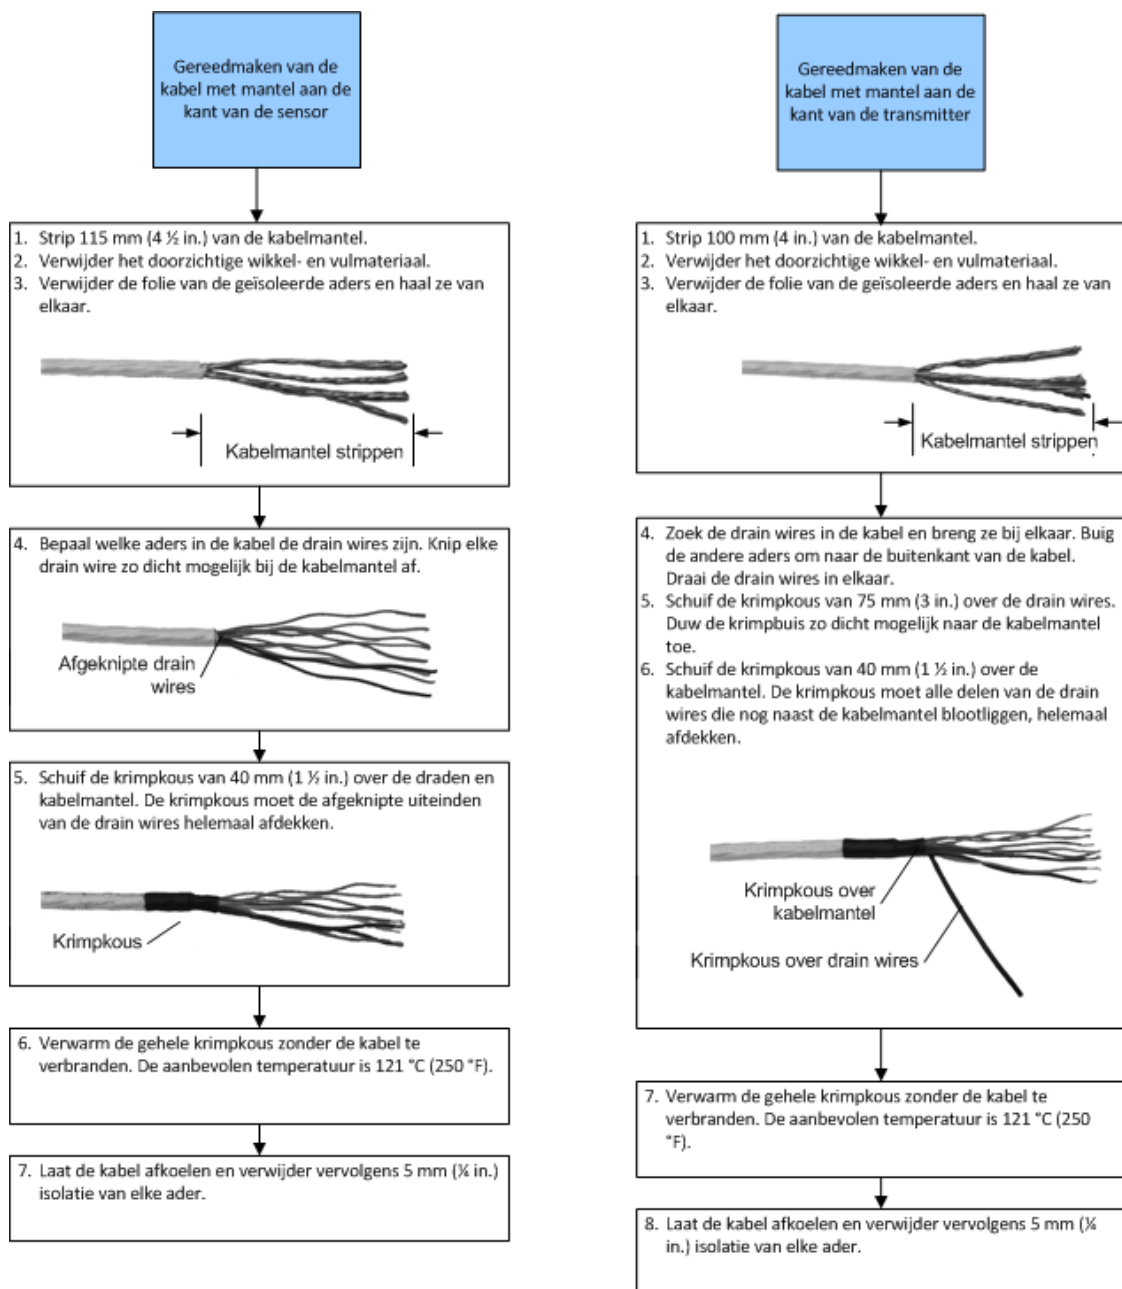 Gereedmaken van de
kabel met mantel aan de
kant van de sensor
1. Strip 115 mm (4 ½ in.) van de kabelmantel.
2. Verwijder het doorzichtige wikkel- en vulmateriaal.
3. Verwijder de folie van de geïsoleerde aders en haal ze van
elkaar.
Kabelmantel strippen
4. Bepaal welke aders in de kabel de drain wires zijn. Knip elke
drain wire zo dicht mogelijk bij de kabelmantel af.
Afgeknipte drain
wires
5. Schuif de krimpkous van 40 mm (1 ½ in.) over de draden en
kabelmantel. De krimpkous moet de afgeknipte uiteinden
van de drain wires helemaal afdekken.
Krimpkous
6. Verwarm de gehele krimpkous zonder de kabel te
verbranden. De aanbevolen temperatuur is 121 °C (250 °F).
7. Laat de kabel afkoelen en verwijder vervolgens 5 mm (¼ in.)
isolatie van elke ader.
Gereedmaken van de
kabel met mantel aan de
kant van de transmitter
1. Strip 100 mm (4 in.) van de kabelmantel.
2. Verwijder het doorzichtige wikkel- en vulmateriaal.
3. Verwijder de folie van de geïsoleerde aders en haal ze van
elkaar.
Kabelmantel strippen
4. Zoek de drain wires in de kabel en breng ze bij elkaar. Buig
de andere aders om naar de buitenkant van de kabel.
Draai de drain wires in elkaar.
5. Schuif de krimpkous van 75 mm (3 in.) over de drain wires.
Duw de krimpbuis zo dicht mogelijk naar de kabelmantel
toe.
6. Schuif de krimpkous van 40 mm (1 ½ in.) over de
kabelmantel. De krimpkous moet alle delen van de drain
wires die nog naast de kabelmantel blootliggen, helemaal
afdekken.
Krimpkous over
kabelmantel
Krimpkous over drain wires
7. Verwarm de gehele krimpkous zonder de kabel te
verbranden. De aanbevolen temperatuur is 121 °C (250
°F).
8. Laat de kabel afkoelen en verwijder vervolgens 5 mm (¼
in.) isolatie van elke ader.